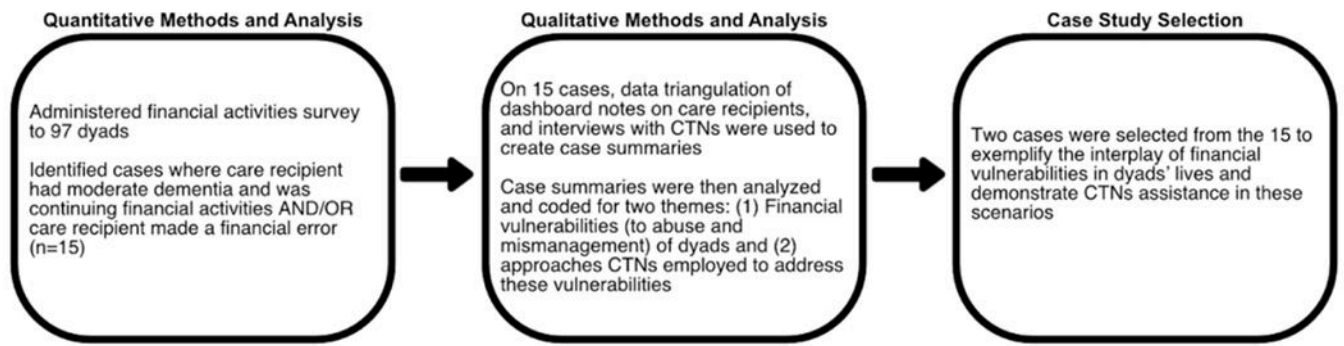 Quantitative Methods and Analysis
Administered financial activities survey
to 97 dyads
Identified cases where care recipient
had moderate dementia and was
continuing financial activities AND/OR
care recipient made a financial error
(n=15)
Qualitative Methods and Analysis
On 15 cases, data triangulation of
dashboard notes on care recipients,
and interviews with CTNs were used to
create case summaries
Case summaries were then analyzed
and coded for two themes: (1) Financial
vulnerabilities (to abuse and
mismanagement) of dyads and (2)
approaches CTNs employed to address
these vulnerabilities
Case Study Selection
Two cases were selected from the 15 to
exemplify the interplay of financial
vulnerabilities in dyads' lives and
demonstrate CTNs assistance in these
scenarios